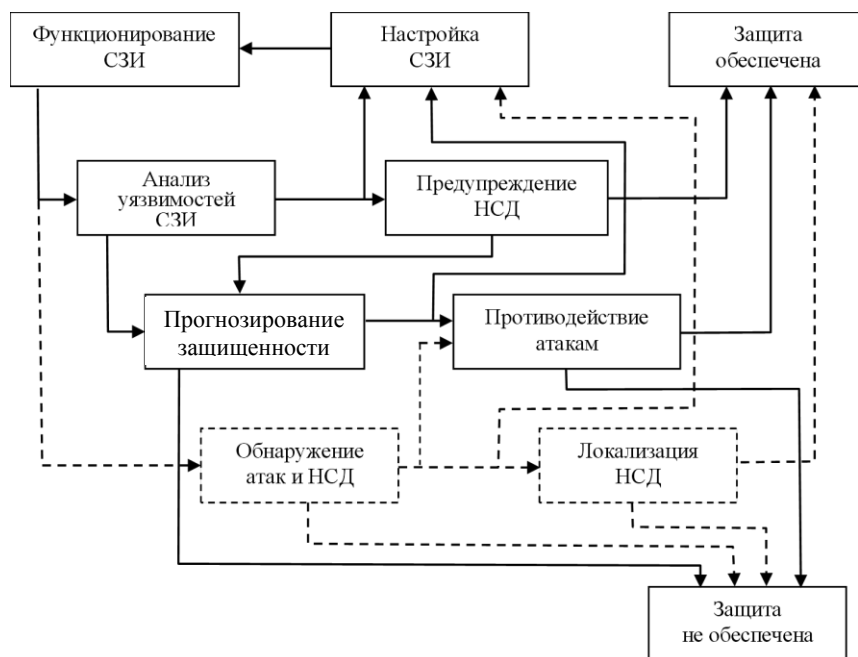 Функционирование
СЗИ
Настройка
СЗИ
Защита
обеспечена
Анализ
уязвимостей
СЗИ
Предупреждение
НСД
Прогнозирование
защищенности
Противодействие
атакам
Обнаружение
атак и НСД
Локализация
НСД
Защита
не обеспечена